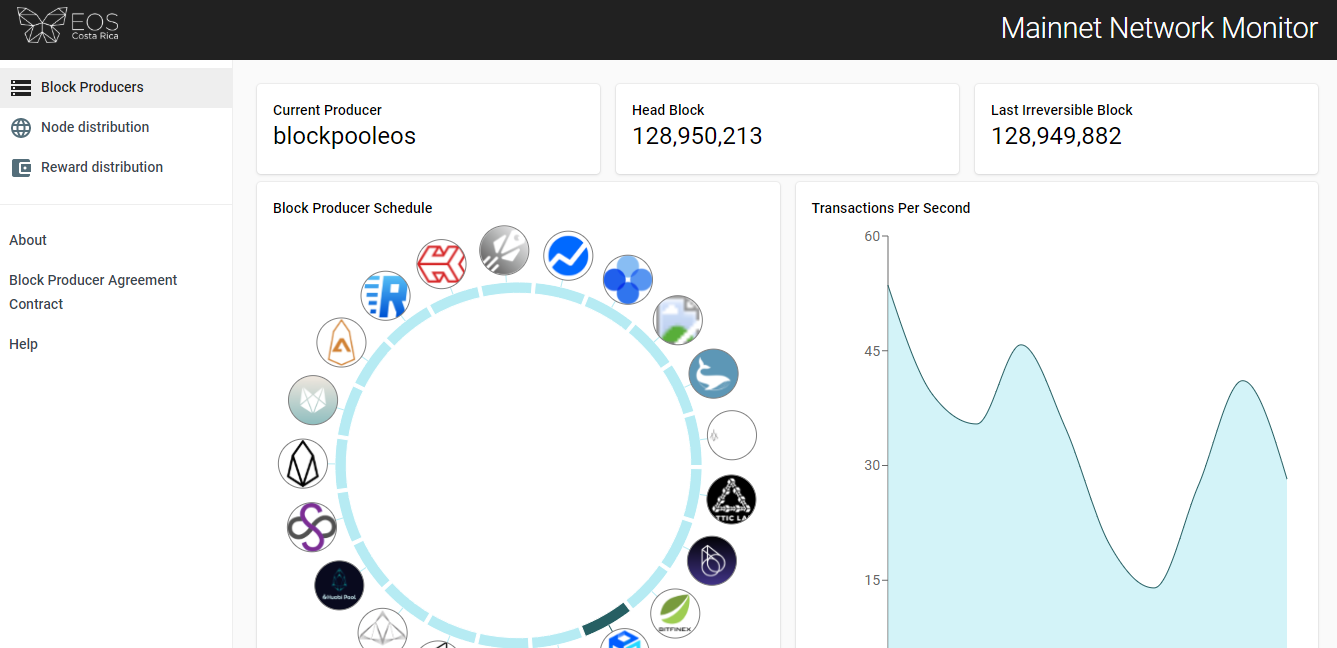 EOS
Costa Rica
Mainnet Network Monitor
Block Producers
Node distribution
Reward distribution
About
Block Producer Agreement
Contract
Help
Current Producer
blockpooleos
Head Block
128,950,213
Last Irreversible Block
128,949,882
Block Producer Schedule
Huobi Pool
TTIC LA
BITFINEX
Transactions Per Second
60
45
30
15